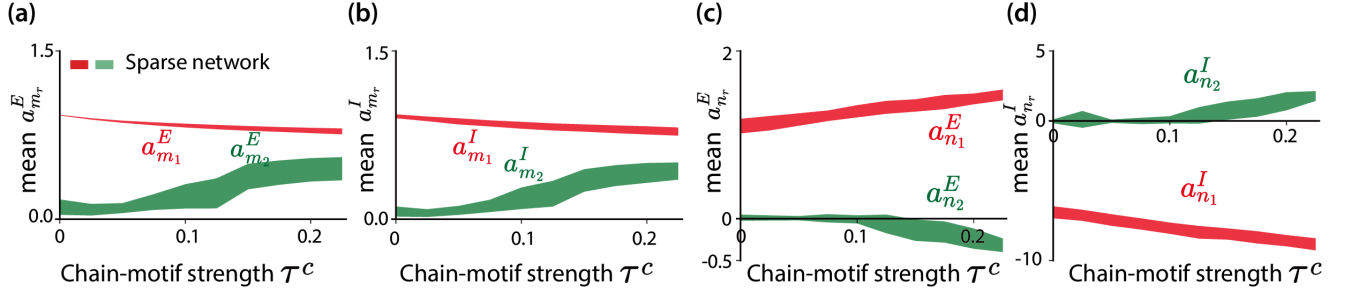 (a)
1.5
Sparse network
mean a^E_{m_r}
a^E_{m_1}
a^E_{m_2}
0.0
0 0.1 0.2
Chain-motif strength τ^c
(b)
1.5
mean a^I_{m_r}
a^I_{m_1}
a^I_{m_2}
0.0
0 0.1 0.2
Chain-motif strength τ^c
(c)
2
mean a^E_{n_r}
a^E_{n_1}
a^E_{n_2}
0
-0.5
0 0.1 0.2
Chain-motif strength τ^c
(d)
5
mean a^I_{n_r}
a^I_{n_2}
0
0 0.1 0.2
a^I_{n_1}
-10
Chain-motif strength τ^c